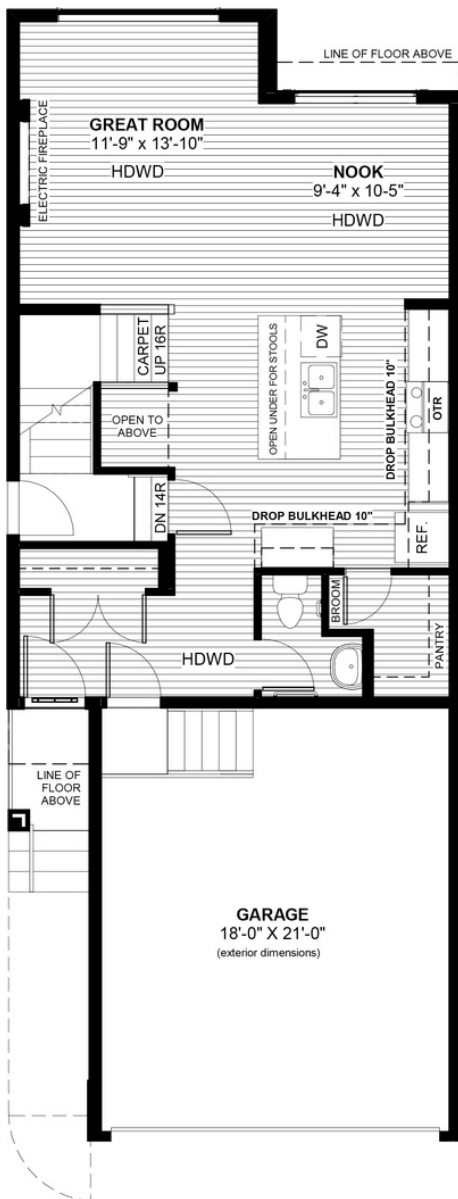 LINE OF FLOOR ABOVE
GREAT ROOM
11'-9" x 13'-10"
HDWD
ELECTRIC FIREPLACE
NOOK
9'-4" x 10'-5"
HDWD
CARPET
UP 16R
OPEN TO
ABOVE
OPEN UNDER FOR STOOLS
DW
DROP BULKHEAD 10"
OTR
DN 14R
DROP BULKHEAD 10"
REF.
BROOM
PANTRY
HDWD
LINE OF
FLOOR
ABOVE
GARAGE
18'-0" X 21'-0"
(exterior dimensions)